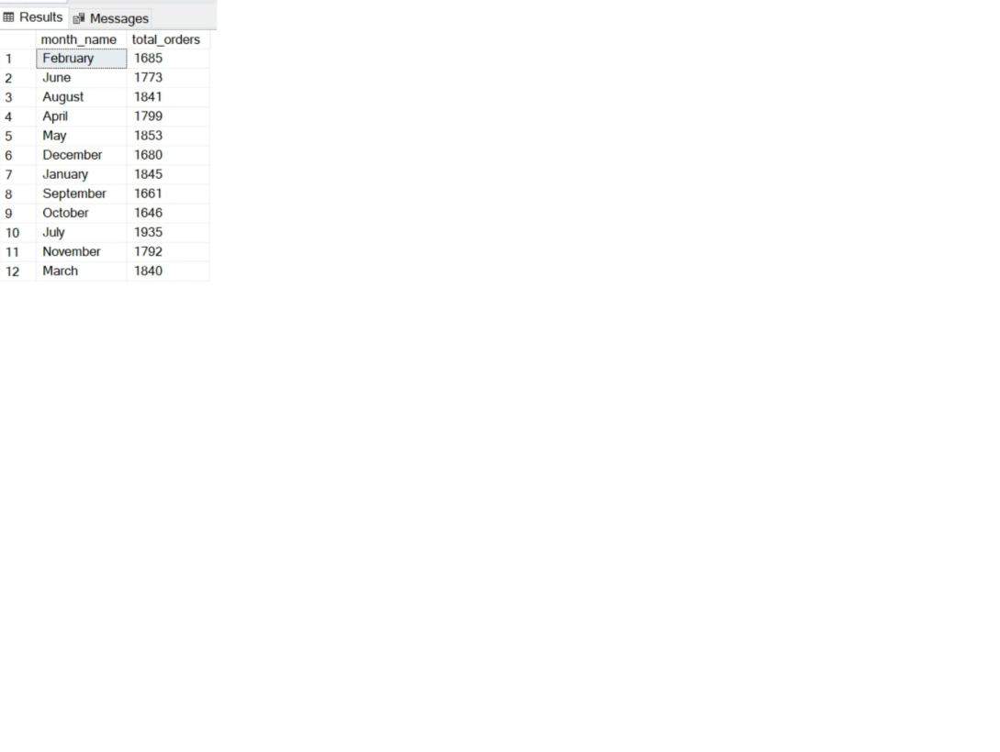 Results Messages
month_name total_orders
1 February 1685
2 June 1773
3 August 1841
4 April 1799
5 May 1853
6 December 1680
7 January 1845
8 September 1661
9 October 1646
10 July 1935
11 November 1792
12 March 1840